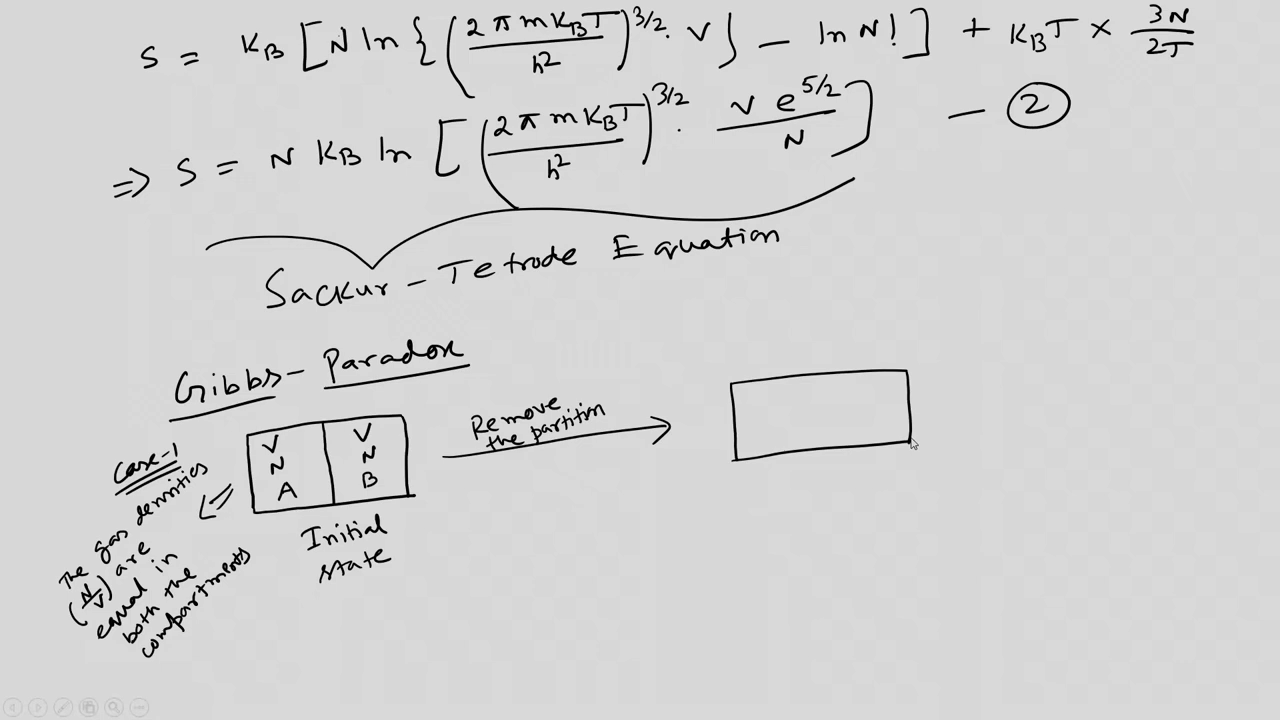 S = K_B [N ln {(2πmK_BT/h²)^{3/2} · V} − ln N!] + K_BT × 3N/2T
⇒ S = N K_B ln [(2πmK_BT/h²)^{3/2} · V e^{5/2}/N] — ②
Sackur-Tetrode Equation
Gibbs-Paradox
Case-1
V V
N N
A B
Remove
the partition
Initial
state
The gas densities
(N/V) are
equal in
both the
compartments